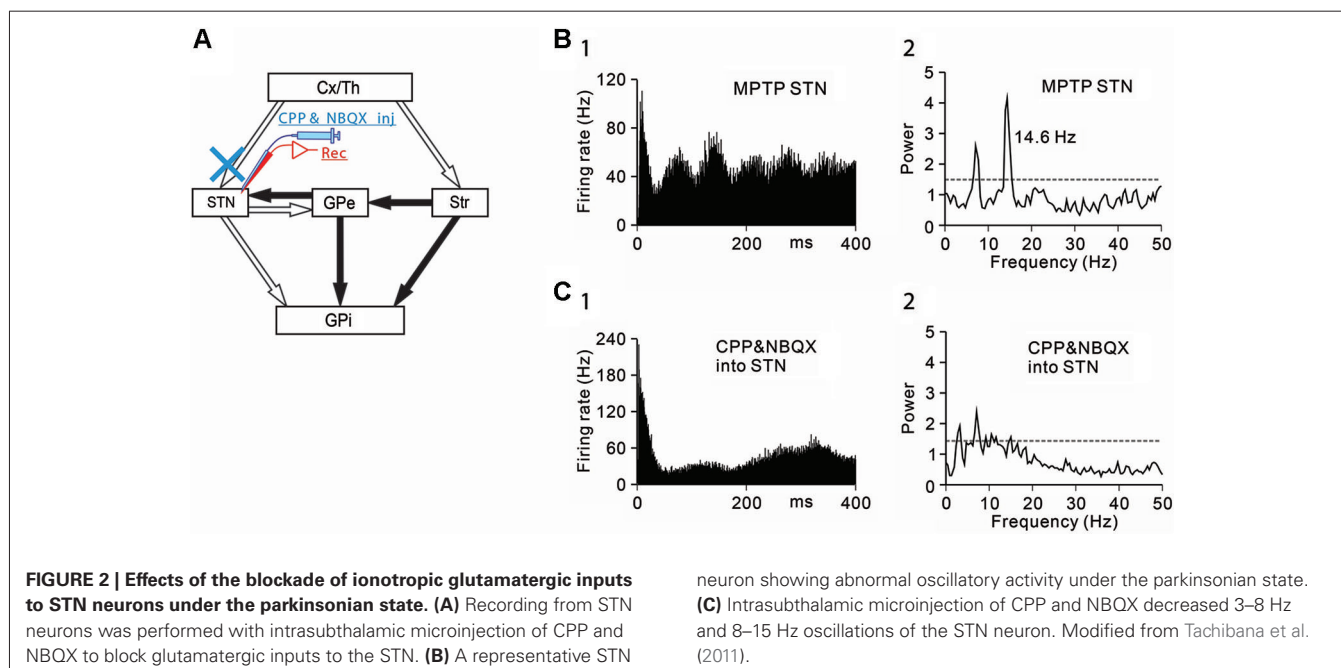 A
Cx/Th
CPP & NBQX inj
Rec
STN
GPe
Str
GPi
B
1
Firing rate (Hz)
120
80
40
0
MPTP STN
0
200
ms
400
2
Power
5
4
3
2
1
0
MPTP STN
14.6 Hz
0 10 20 30 40 50
Frequency (Hz)
C
1
Firing rate (Hz)
240
180
120
60
0
CPP&NBQX
into STN
0
200
ms
400
2
Power
5
4
3
2
1
0
CPP&NBQX
into STN
0 10 20 30 40 50
Frequency (Hz)
FIGURE 2 | Effects of the blockade of ionotropic glutamatergic inputs
to STN neurons under the parkinsonian state. (A) Recording from STN
neurons was performed with intrasubthalamic microinjection of CPP and
NBQX to block glutamatergic inputs to the STN. (B) A representative STN
neuron showing abnormal oscillatory activity under the parkinsonian state.
(C) Intrasubthalamic microinjection of CPP and NBQX decreased 3–8 Hz
and 8–15 Hz oscillations of the STN neuron. Modified from Tachibana et al.
(2011).